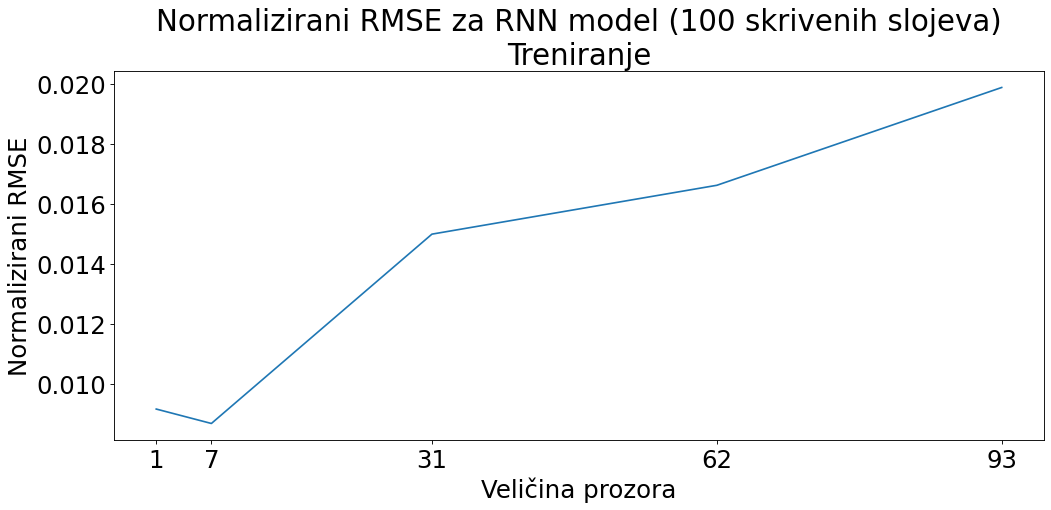 Normalizirani RMSE za RNN model (100 skrivenih slojeva)
Treniranje
Normalizirani RMSE
0.020
0.018
0.016
0.014
0.012
0.010
1 7 31 62 93
Veličina prozora